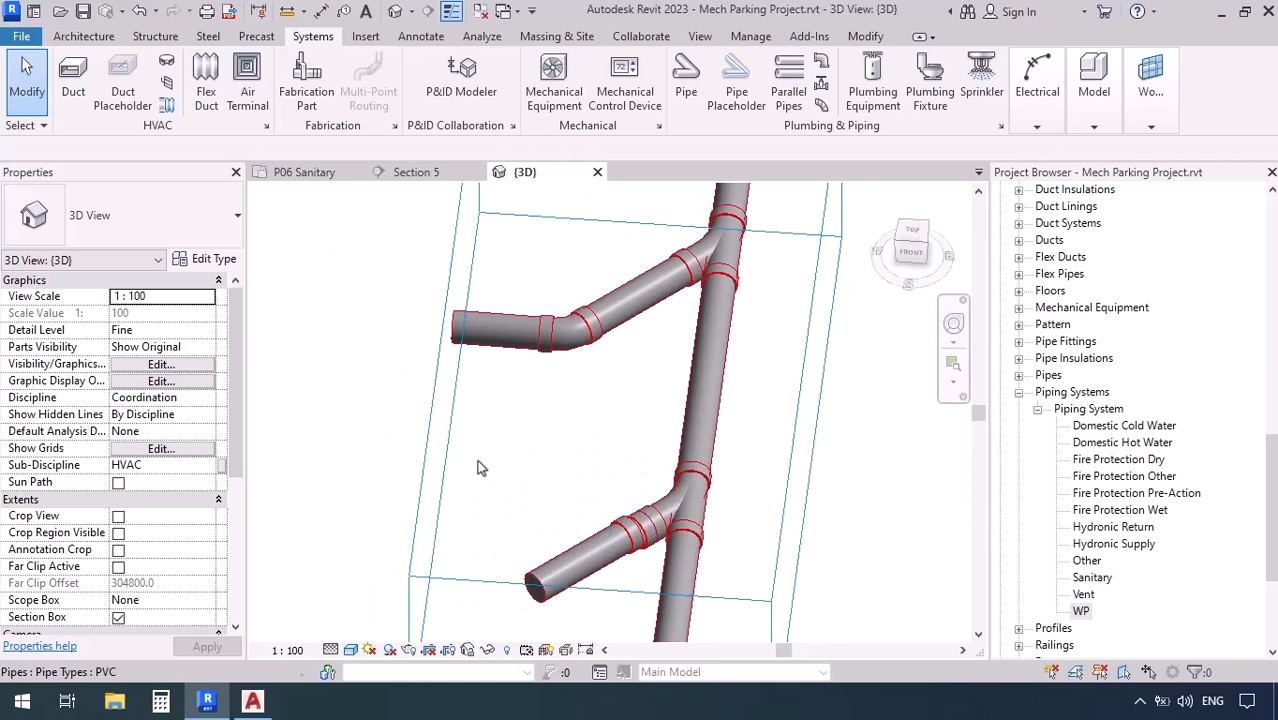 Autodesk Revit 2023 - Mech Parking Project.rvt - 3D View: {3D}
Sign In
File Architecture Structure Steel Precast Systems Insert Annotate Analyze Massing & Site Collaborate View Manage Add-Ins Modify
Modify
Duct
Duct Placeholder
Flex Duct
Air Terminal
Fabrication Part
Multi-Point Routing
P&ID Modeler
Mechanical Equipment
Mechanical Control Device
Pipe
Pipe Placeholder
Parallel Pipes
Plumbing Equipment
Plumbing Fixture
Sprinkler
Electrical
Model
Wo...
Select
HVAC
Fabrication
P&ID Collaboration
Mechanical
Plumbing & Piping
Properties
P06 Sanitary
Section 5
{3D}
Project Browser - Mech Parking Project.rvt
3D View
3D View: {3D}
Edit Type
Graphics
View Scale 1 : 100
Scale Value 1: 100
Detail Level Fine
Parts Visibility Show Original
Visibility/Graphics... Edit...
Graphic Display O... Edit...
Discipline Coordination
Show Hidden Lines By Discipline
Default Analysis D... None
Show Grids Edit...
Sub-Discipline HVAC
Sun Path
Extents
Crop View
Crop Region Visible
Annotation Crop
Far Clip Active
Far Clip Offset 304800.0
Scope Box None
Section Box
Camera
Properties help
Apply
TOP
FRONT
Duct Insulations
Duct Linings
Duct Systems
Ducts
Flex Ducts
Flex Pipes
Floors
Mechanical Equipment
Pattern
Pipe Fittings
Pipe Insulations
Pipes
Piping Systems
Piping System
Domestic Cold Water
Domestic Hot Water
Fire Protection Dry
Fire Protection Other
Fire Protection Pre-Action
Fire Protection Wet
Hydronic Return
Hydronic Supply
Other
Sanitary
Vent
WP
Profiles
Railings
1 : 100
Pipes : Pipe Types : PVC
:0
Main Model
:0
ENG